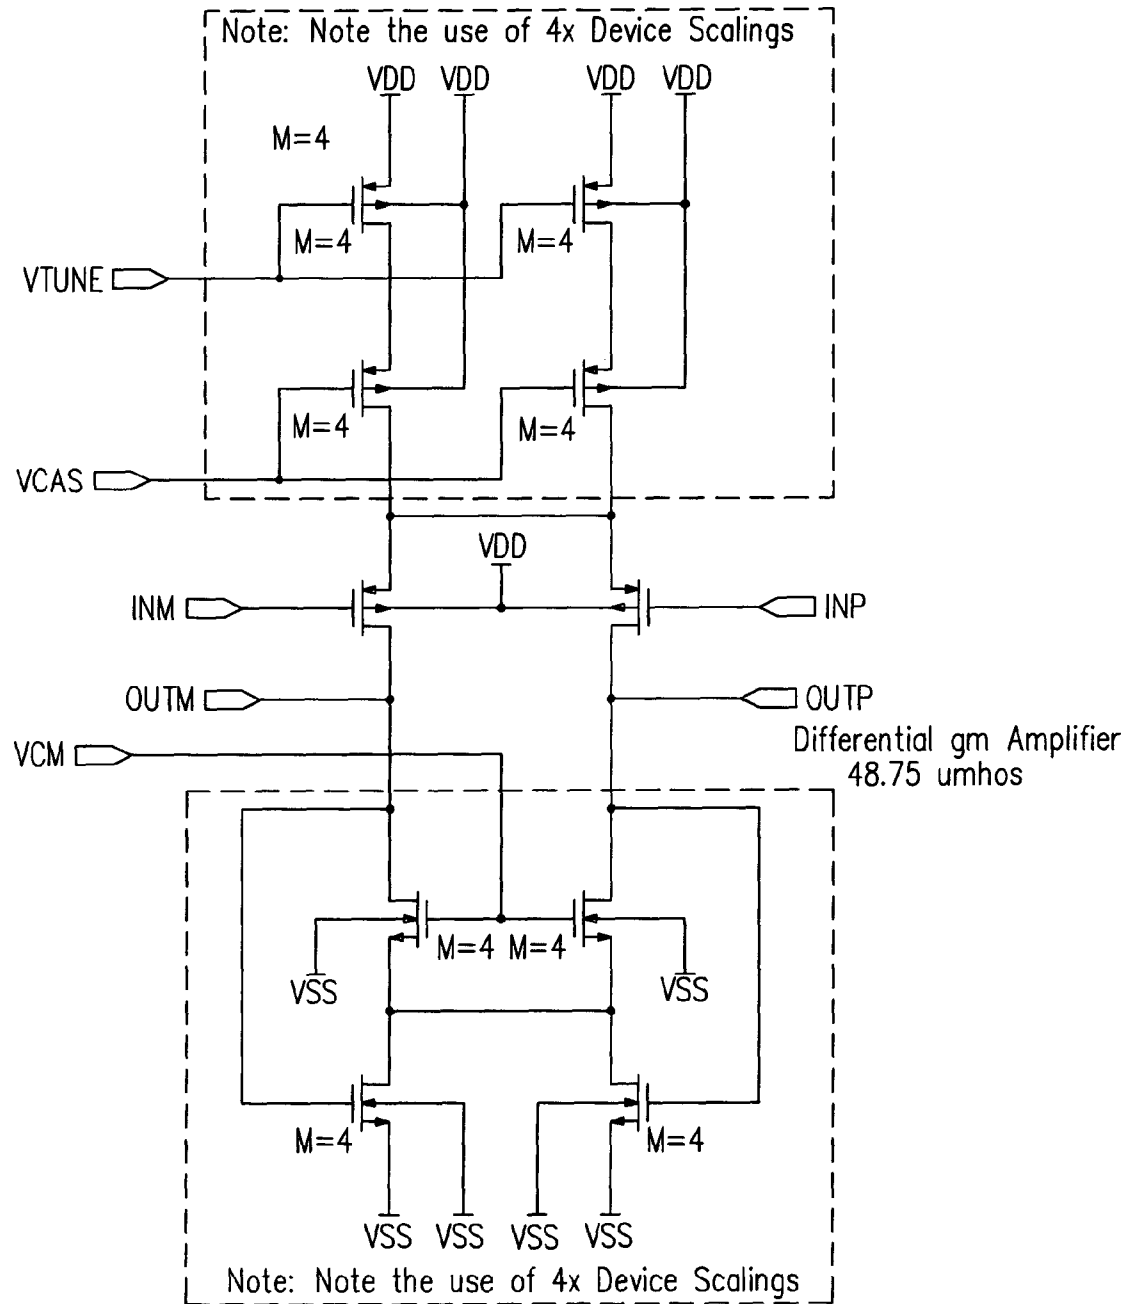 Note: Note the use of 4x Device Scalings
VDD VDD VDD VDD
M=4
M=4 M=4
VTUNE
M=4 M=4
VCAS
VDD
INM INP
OUTM OUTP
Differential gm Amplifier
VCM
48.75 umhos
M=4 M=4
VSS VSS
M=4 M=4
VSS VSS VSS VSS
Note: Note the use of 4x Device Scalings